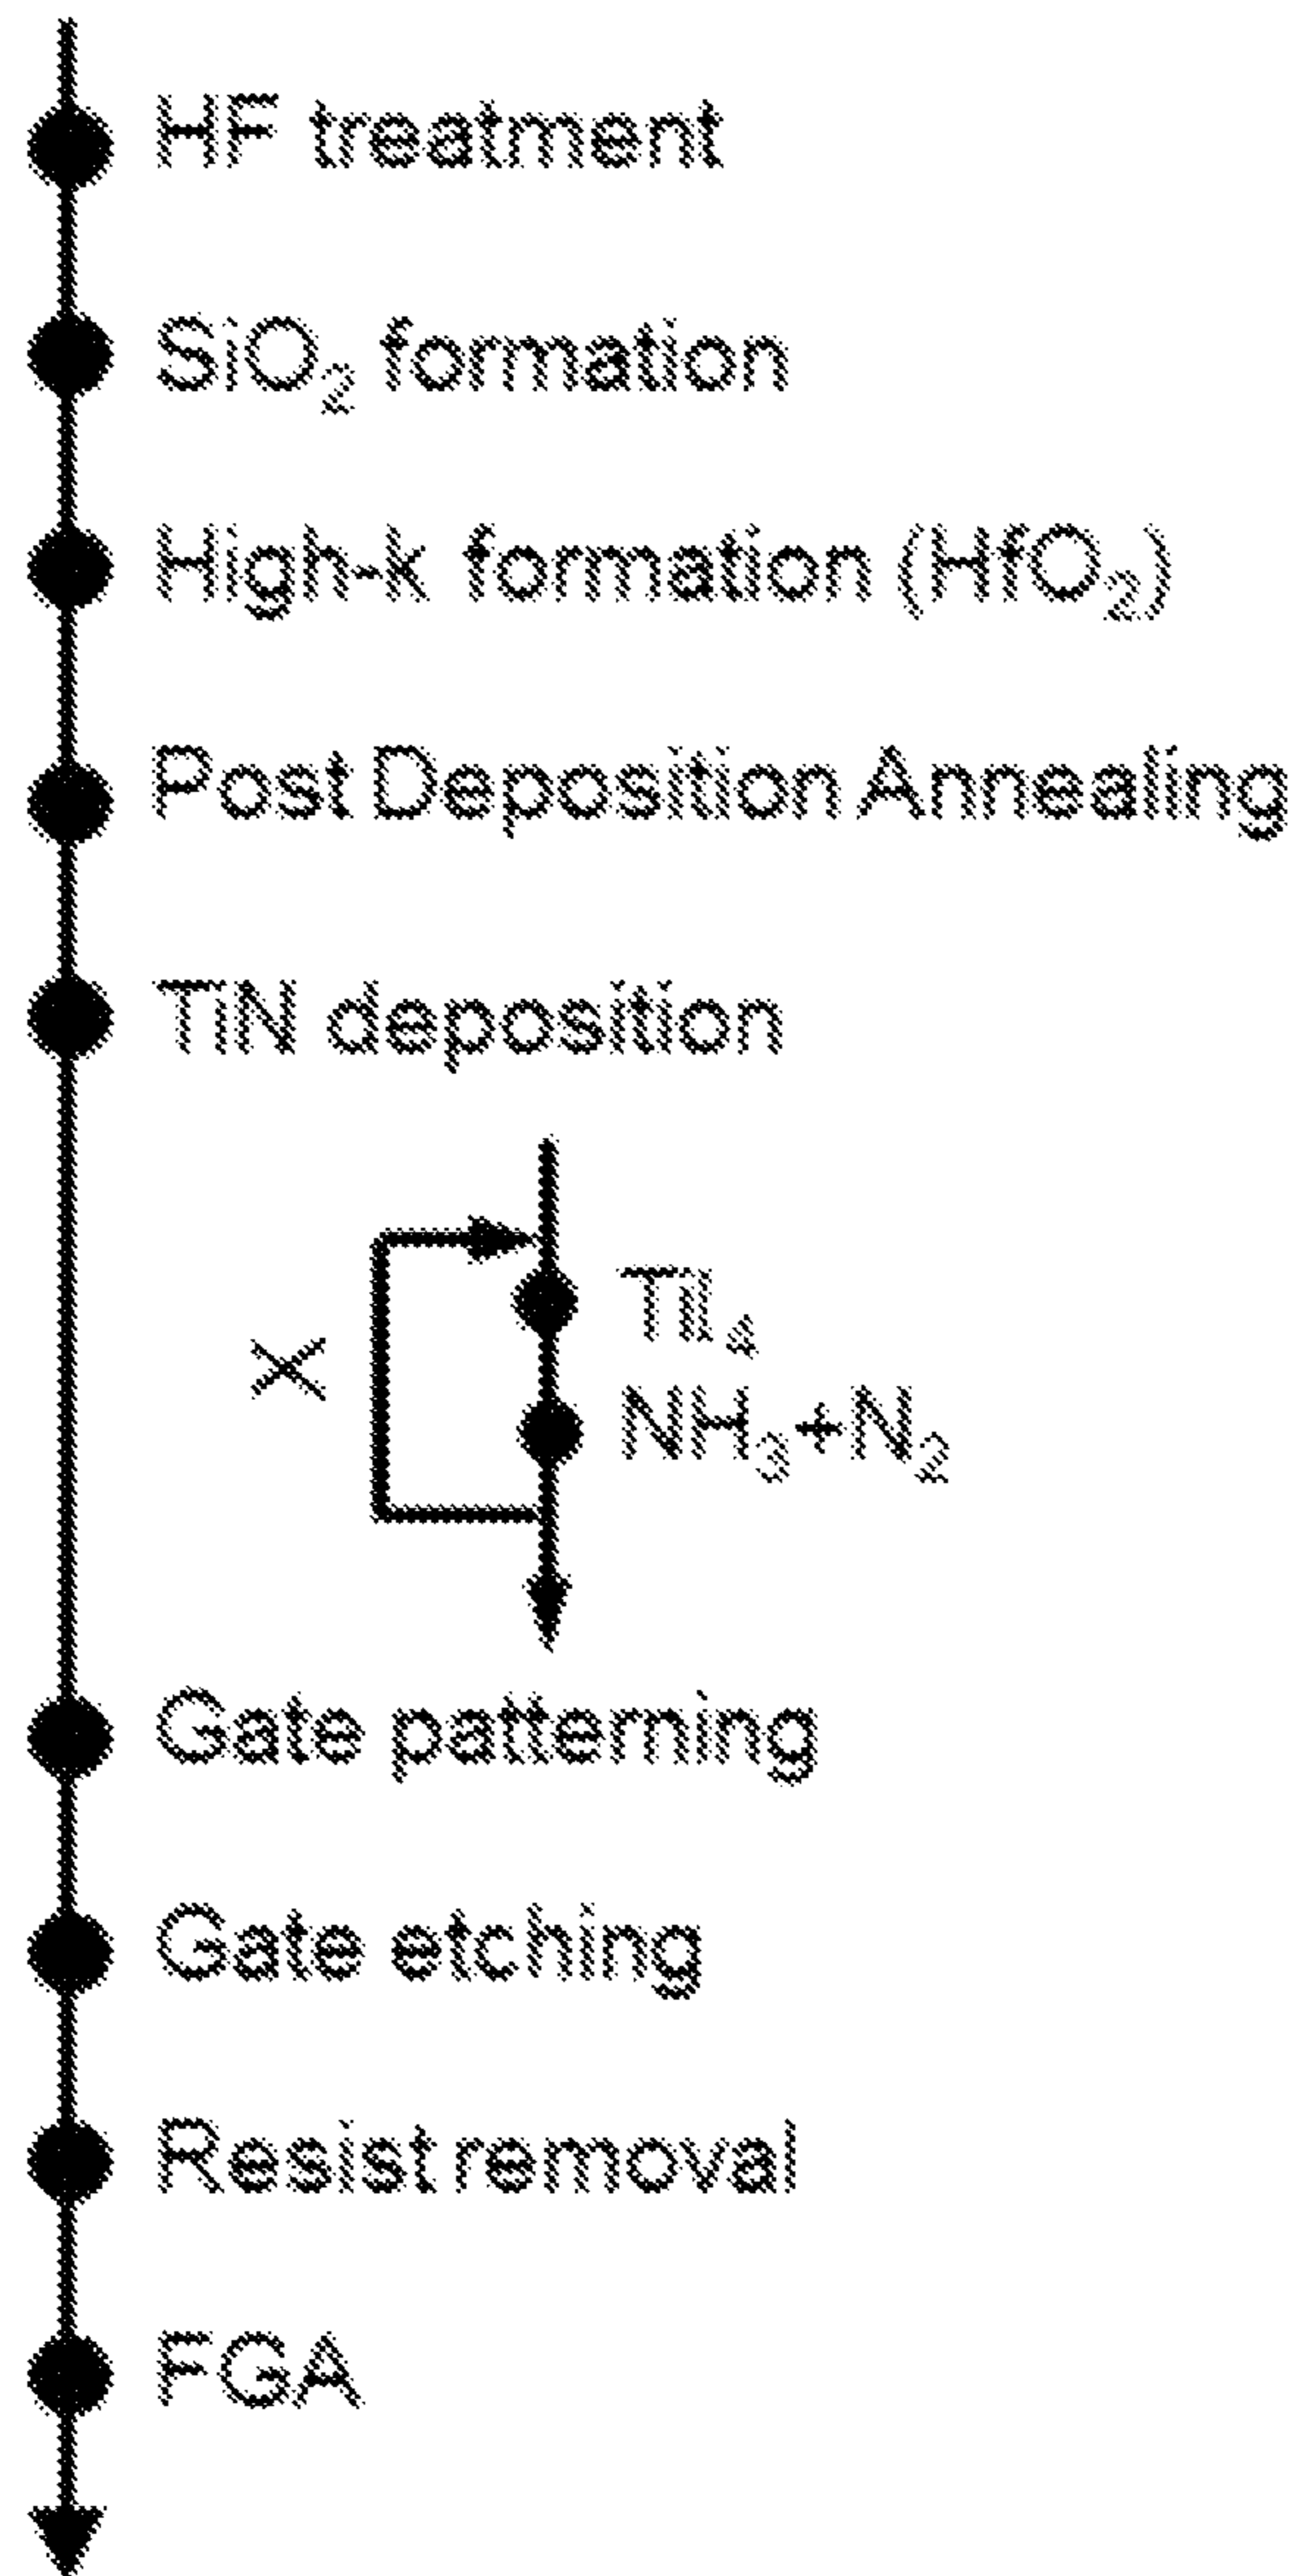 HF treatment
SiO₂ formation
High-k formation (HfO₂)
Post Deposition Annealing
TiN deposition
TiI₄
X
NH₃+N₂
Gate patterning
Gate etching
Resist removal
FGA